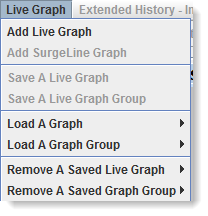 Live Graph Extended History - In
Add Live Graph
Add SurgeLine Graph
Save A Live Graph
Save A Live Graph Group
Load A Graph
Load A Graph Group
Remove A Saved Live Graph
Remove A Saved Graph Group